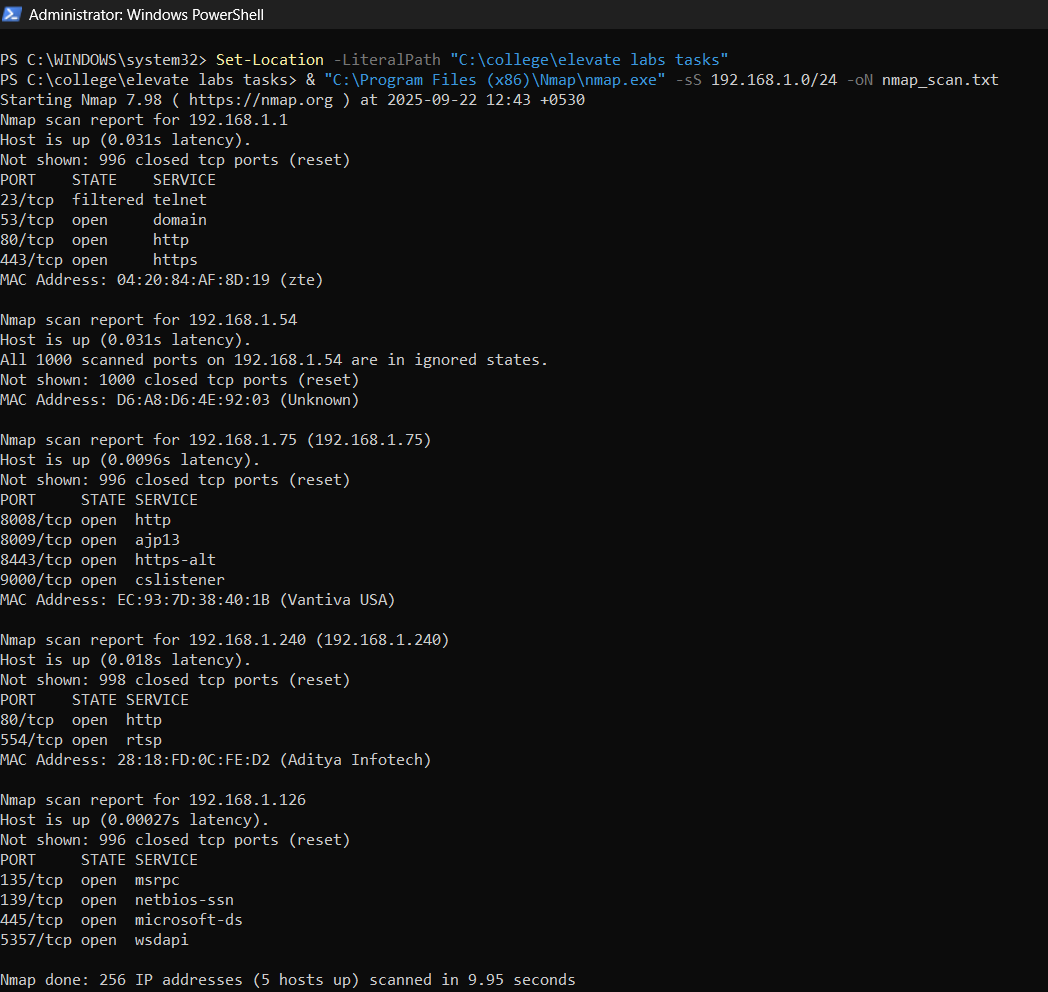 Administrator: Windows PowerShell
PS C:\WINDOWS\system32> Set-Location -LiteralPath "C:\college\elevate labs tasks"
PS C:\college\elevate labs tasks> & "C:\Program Files (x86)\Nmap\nmap.exe" -sS 192.168.1.0/24 -oN nmap_scan.txt
Starting Nmap 7.98 ( https://nmap.org ) at 2025-09-22 12:43 +0530
Nmap scan report for 192.168.1.1
Host is up (0.031s latency).
Not shown: 996 closed tcp ports (reset)
PORT    STATE    SERVICE
23/tcp  filtered telnet
53/tcp  open     domain
80/tcp  open     http
443/tcp open     https
MAC Address: 04:20:84:AF:8D:19 (zte)

Nmap scan report for 192.168.1.54
Host is up (0.031s latency).
All 1000 scanned ports on 192.168.1.54 are in ignored states.
Not shown: 1000 closed tcp ports (reset)
MAC Address: D6:A8:D6:4E:92:03 (Unknown)

Nmap scan report for 192.168.1.75 (192.168.1.75)
Host is up (0.0096s latency).
Not shown: 996 closed tcp ports (reset)
PORT     STATE SERVICE
8008/tcp open  http
8009/tcp open  ajp13
8443/tcp open  https-alt
9000/tcp open  cslistener
MAC Address: EC:93:7D:38:40:1B (Vantiva USA)

Nmap scan report for 192.168.1.240 (192.168.1.240)
Host is up (0.018s latency).
Not shown: 998 closed tcp ports (reset)
PORT    STATE SERVICE
80/tcp  open  http
554/tcp open  rtsp
MAC Address: 28:18:FD:0C:FE:D2 (Aditya Infotech)

Nmap scan report for 192.168.1.126
Host is up (0.00027s latency).
Not shown: 996 closed tcp ports (reset)
PORT     STATE SERVICE
135/tcp  open  msrpc
139/tcp  open  netbios-ssn
445/tcp  open  microsoft-ds
5357/tcp open  wsdapi

Nmap done: 256 IP addresses (5 hosts up) scanned in 9.95 seconds